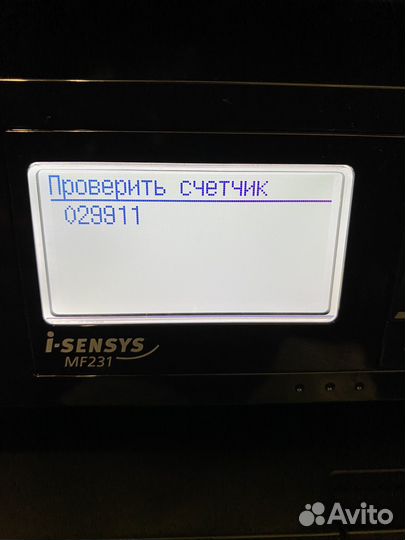 Проверить счетчик
029911
i-SENSYS
MF231
Avito